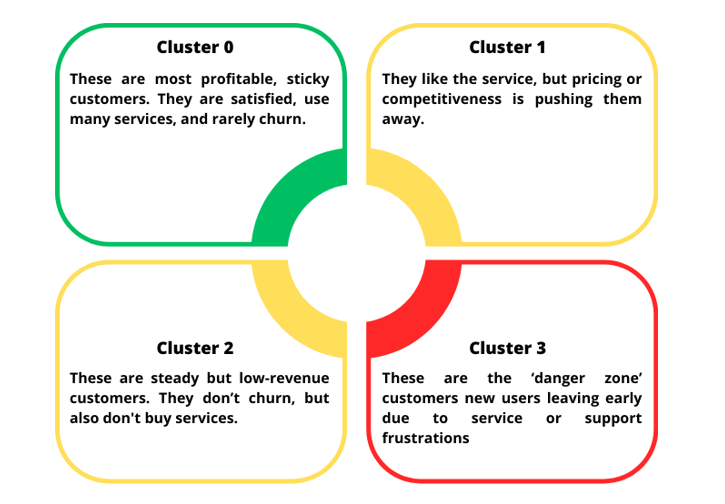 Cluster 0
These are most profitable, sticky
customers. They are satisfied, use
many services, and rarely churn.
Cluster 1
They like the service, but pricing or
competitiveness is pushing them
away.
Cluster 2
These are steady but low-revenue
customers. They don’t churn, but
also don't buy services.
Cluster 3
These are the ‘danger zone’
customers new users leaving early
due to service or support
frustrations